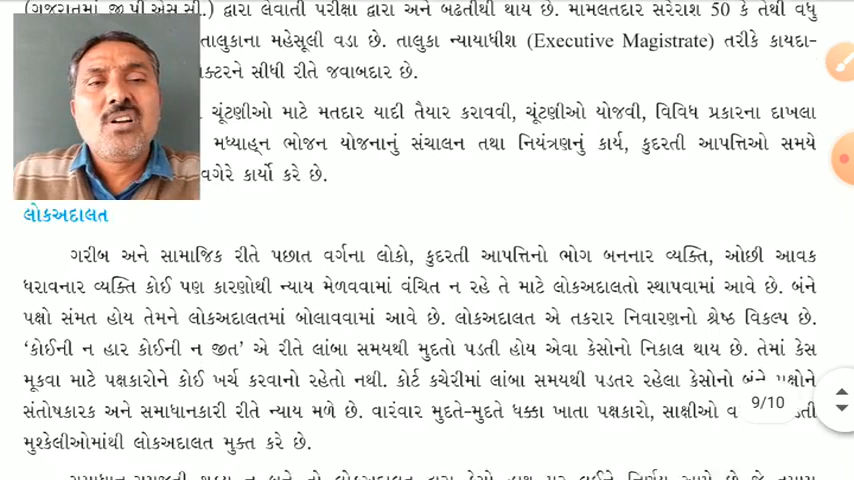 (ગુજરાતમાં જી.પી.એસ.સી.) દ્વારા લેવાતી પરીક્ષા દ્વારા અને બઢતીથી થાય છે. મામલતદાર સરેરાશ 50 કે તેથી વધુ
તાલુકાના મહેસૂલી વડા છે. તાલુકા ન્યાયાધીશ (Executive Magistrate) તરીકે કાયદા-
ક્ટરને સીધી રીતે જવાબદાર છે.
ચૂંટણીઓ માટે મતદાર યાદી તૈયાર કરાવવી, ચૂંટણીઓ યોજવી, વિવિધ પ્રકારના દાખલા
મધ્યાહ્ન ભોજન યોજનાનું સંચાલન તથા નિયંત્રણનું કાર્ય, કુદરતી આપત્તિઓ સમયે
વગેરે કાર્યો કરે છે.
લોકઅદાલત
ગરીબ અને સામાજિક રીતે પછાત વર્ગના લોકો, કુદરતી આપત્તિનો ભોગ બનનાર વ્યક્તિ, ઓછી આવક
ધરાવનાર વ્યક્તિ કોઈ પણ કારણોથી ન્યાય મેળવવામાં વંચિત ન રહે તે માટે લોકઅદાલતો સ્થાપવામાં આવે છે. બંને
પક્ષો સંમત હોય તેમને લોકઅદાલતમાં બોલાવવામાં આવે છે. લોકઅદાલત એ તકરાર નિવારણનો શ્રેષ્ઠ વિકલ્પ છે.
‘કોઈની ન હાર કોઈની ન જીત’ એ રીતે લાંબા સમયથી મુદતો પડતી હોય એવા કેસોનો નિકાલ થાય છે. તેમાં કેસ
મૂકવા માટે પક્ષકારોને કોઈ ખર્ચ કરવાનો રહેતો નથી. કોર્ટ કચેરીમાં લાંબા સમયથી પડતર રહેલા કેસોનો બંને પક્ષોને
સંતોષકારક અને સમાધાનકારી રીતે ન્યાય મળે છે. વારંવાર મુદતે-મુદતે ધક્કા ખાતા પક્ષકારો, સાક્ષીઓ
9/10
મુશ્કેલીઓમાંથી લોકઅદાલત મુક્ત કરે છે.